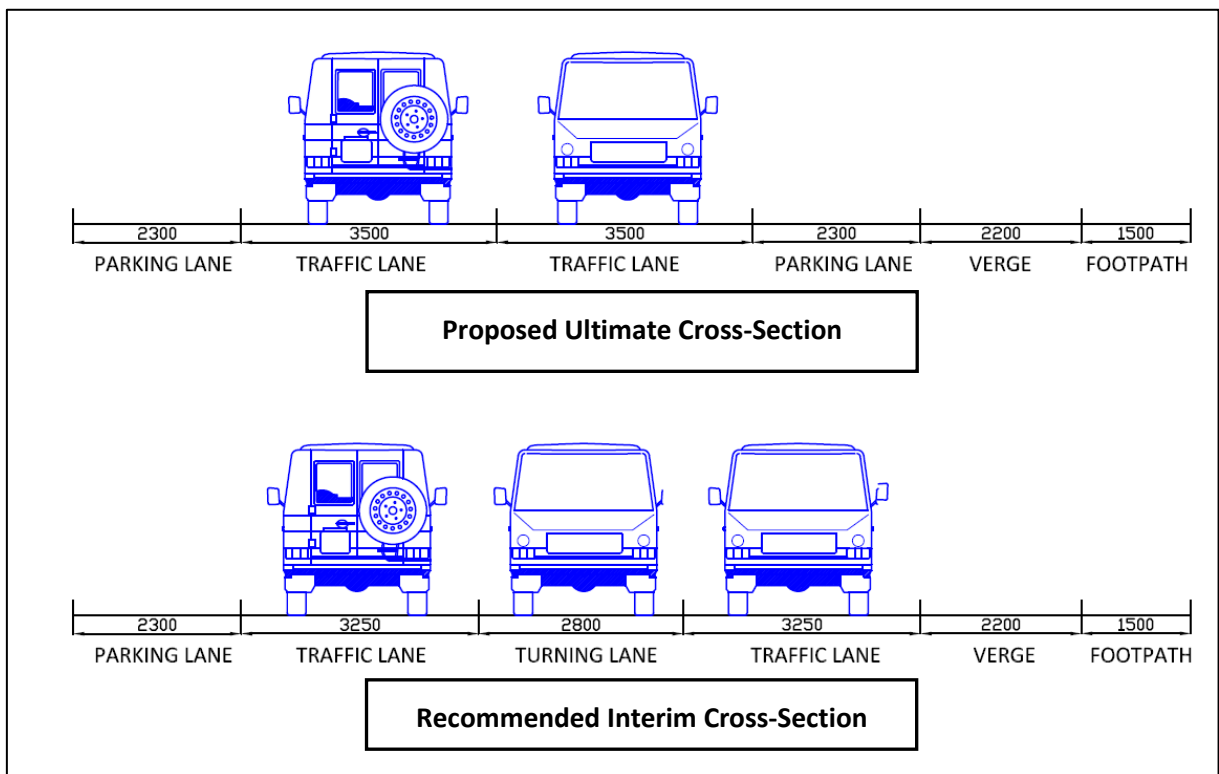 2300 3500 3500 2300 2200 1500
PARKING LANE TRAFFIC LANE TRAFFIC LANE PARKING LANE VERGE FOOTPATH
Proposed Ultimate Cross-Section
2300 3250 2800 3250 2200 1500
PARKING LANE TRAFFIC LANE TURNING LANE TRAFFIC LANE VERGE FOOTPATH
Recommended Interim Cross-Section